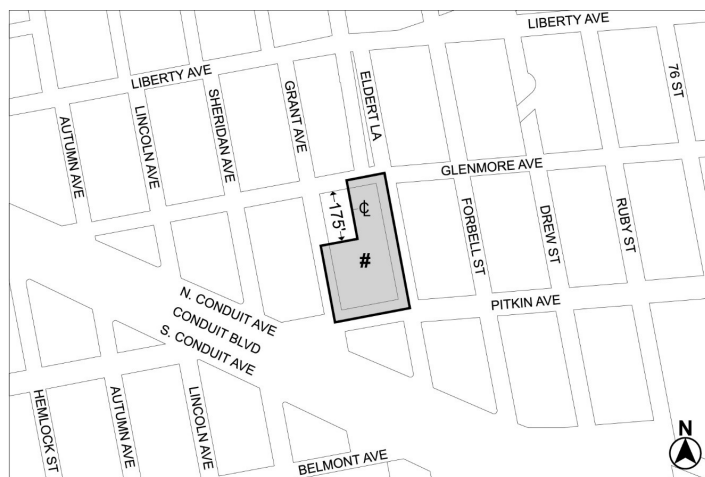 LIBERTY AVE
LIBERTY AVE
ELDERT LA
GRANT AVE
SHERIDAN AVE
LINCOLN AVE
AUTUMN AVE
76 ST
GLENMORE AVE
175'
℄
#
FORBELL ST
DREW ST
RUBY ST
PITKIN AVE
N. CONDUIT AVE
CONDUIT BLVD
S. CONDUIT AVE
HEMLOCK ST
AUTUMN AVE
LINCOLN AVE
BELMONT AVE
N